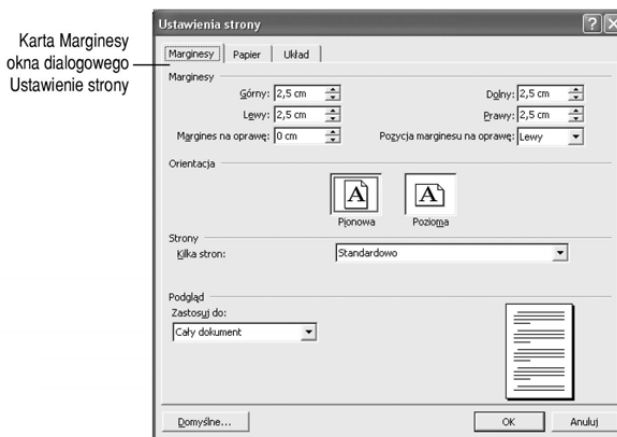 Karta Marginesy
okna dialogowego
Ustawienie strony
Ustawienia strony
Marginesy Papier Układ
Marginesy
Górny: 2,5 cm Dolny: 2,5 cm
Lewy: 2,5 cm Prawy: 2,5 cm
Margines na oprawę: 0 cm Pozycja marginesu na oprawę: Lewy
Orientacja
A A
Pionowa Pozioma
Strony
Kilka stron: Standardowo
Podgląd
Zastosuj do:
Cały dokument
Domyślne... OK Anuluj